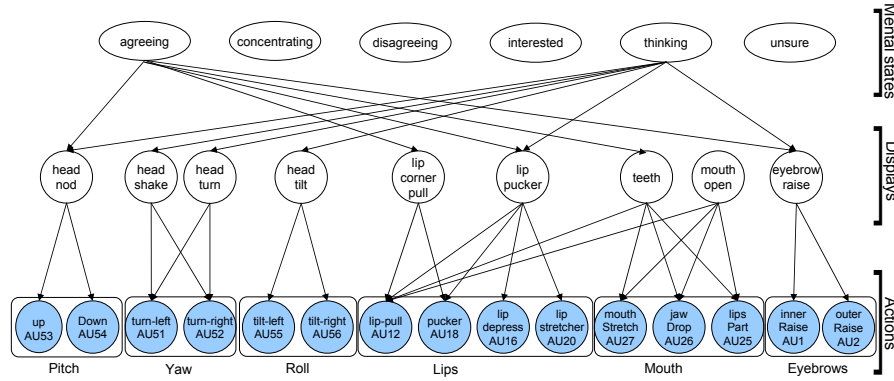 agreeing
concentrating
disagreeing
interested
thinking
unsure
Mental states
head
nod
head
shake
head
turn
head
tilt
lip
corner
pull
lip
pucker
teeth
mouth
open
eyebrow
raise
Displays
up
AU53
Down
AU54
turn-left
AU51
turn-right
AU52
tilt-left
AU55
tilt-right
AU56
lip-pull
AU12
pucker
AU18
lip
depress
AU16
lip
stretcher
AU20
mouth
Stretch
AU27
jaw
Drop
AU26
lips
Part
AU25
inner
Raise
AU1
outer
Raise
AU2
Actions
Pitch
Yaw
Roll
Lips
Mouth
Eyebrows